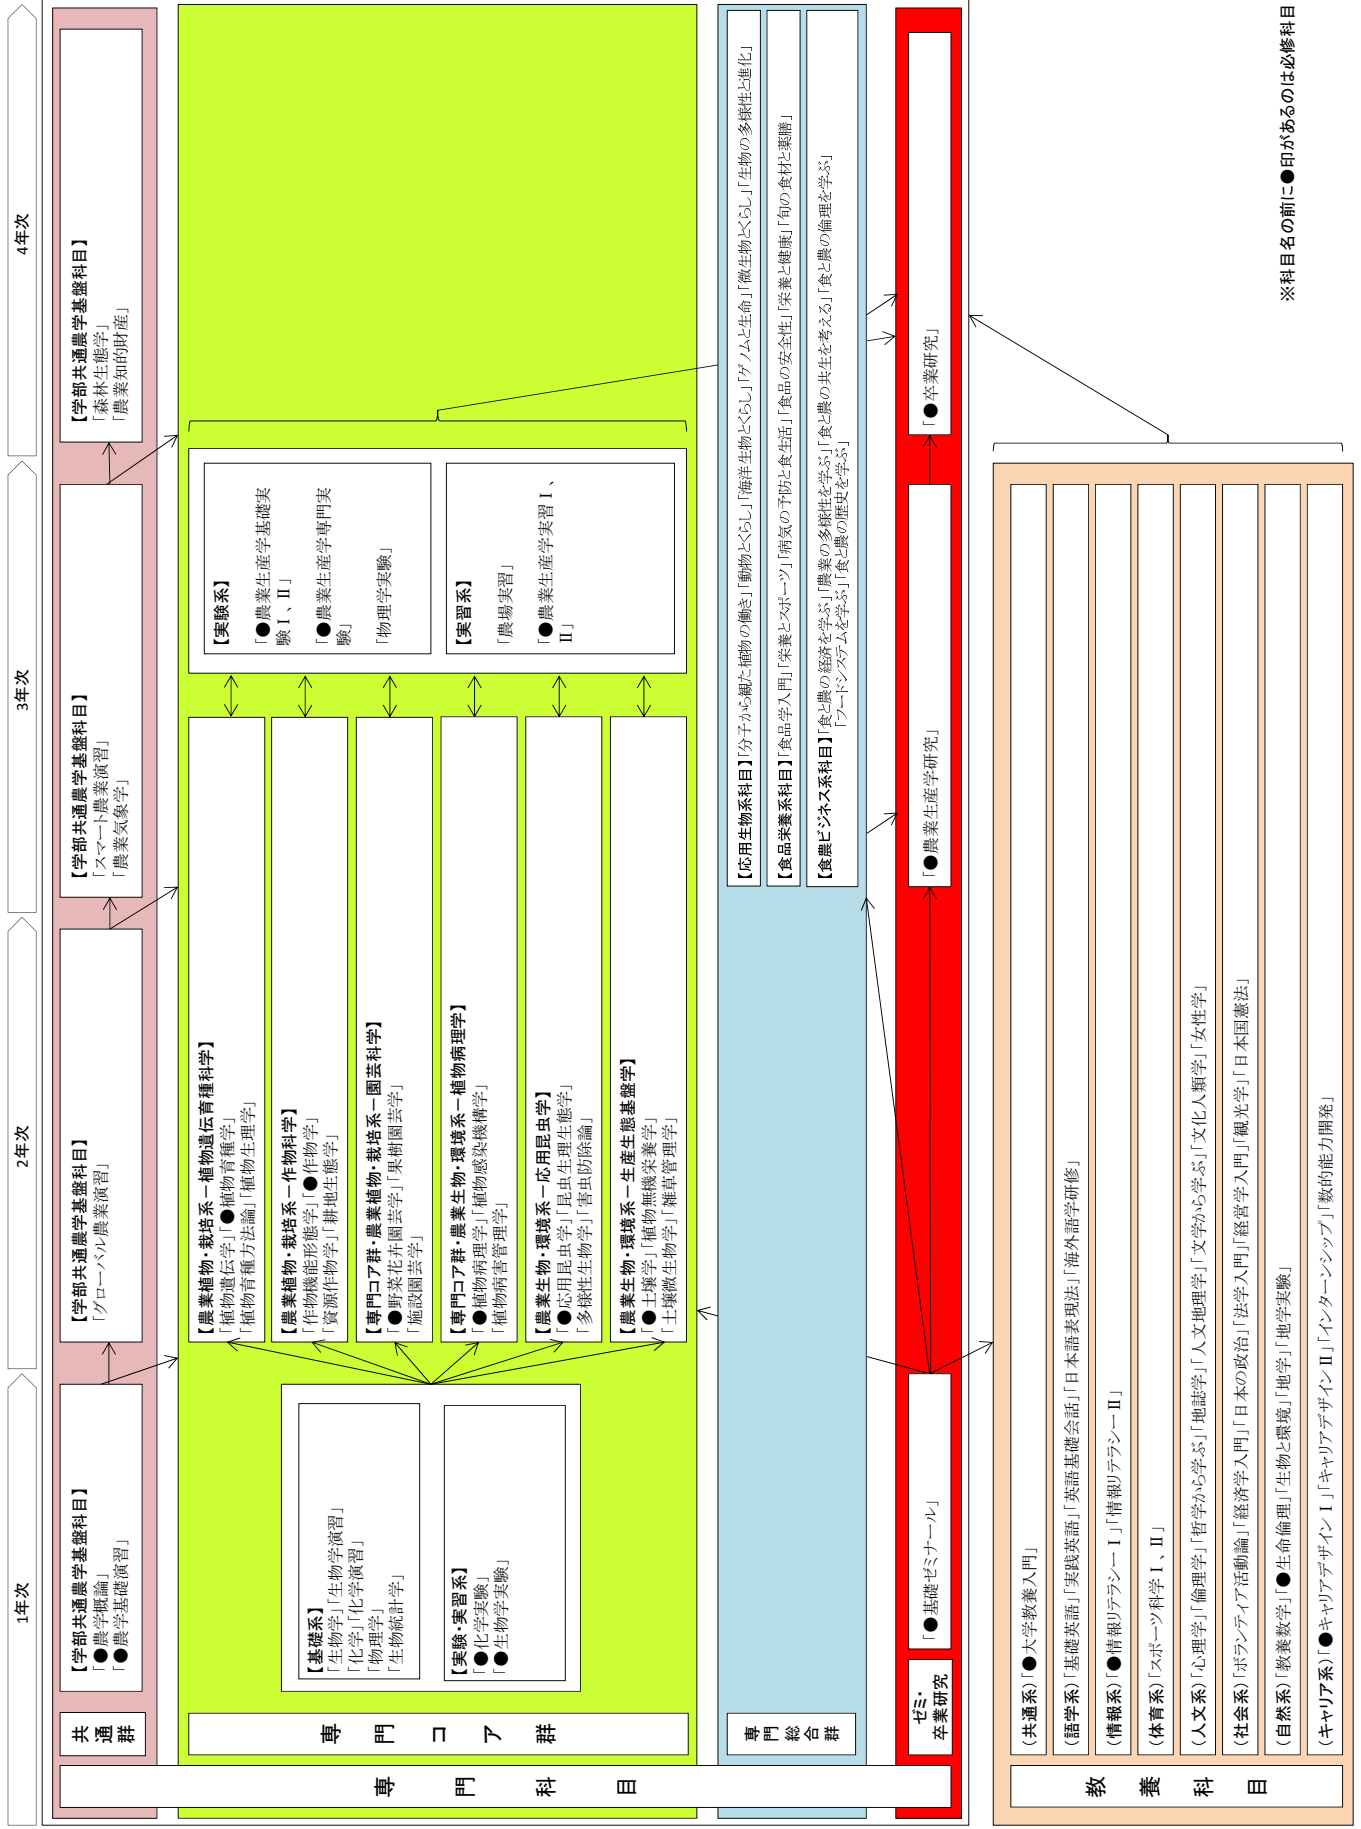 1年次
2年次
3年次
4年次
専門科目
共通群
【学部共通農学基盤科目】
「●農学概論」
「●農学基礎演習」
【学部共通農学基盤科目】
「グローバル農業演習」
【学部共通農学基盤科目】
「スマート農業演習」
「農業気象学」
【学部共通農学基盤科目】
「森林生態学」
「農業知的財産」
専門コア群
【基礎系】
「生物学」「生物学演習」
「化学」「化学演習」
「物理学」
「生物統計学」
【実験・実習系】
「●化学実験」
「●生物学実験」
【農業植物・栽培系ー植物遺伝育種科学】
「植物遺伝学」「●植物育種学」
「植物育種方法論」「植物生理学」
【農業植物・栽培系ー作物科学】
「作物機能形態学」「●作物学」
「資源作物学」「耕地生態学」
【専門コア群・農業植物・栽培系ー園芸科学】
「●野菜花卉園芸学」「果樹園芸学」
「施設園芸学」
【専門コア群・農業生物・環境系ー植物病理学】
「●植物病理学」「植物感染機構学」
「植物病害管理学」
【農業生物・環境系ー応用昆虫学】
「●応用昆虫学」「昆虫生理生態学」
「多様性生物学」「害虫防除論」
【農業生物・環境系ー生産生態基盤学】
「●土壌学」「植物無機栄養学」
「土壌微生物学」「雑草管理学」
【実験系】
「●農業生産学基礎実
験Ⅰ、Ⅱ」
「●農業生産学専門実
験」
「物理学実験」
【実習系】
「農場実習」
「●農業生産学実習Ⅰ、
Ⅱ」
専門総合群
【応用生物系科目】「分子から観た植物の働き」「動物とくらし」「海洋生物とくらし」「ゲノムと生命」「微生物とくらし」「生物の多様性と進化」
【食品栄養系科目】「食品学入門」「栄養とスポーツ」「病気の予防と食生活」「食品の安全性」「栄養と健康」「旬の食材と薬膳」
【食農ビジネス系科目】「食と農の経済を学ぶ」「農業の多様性を学ぶ」「食と農の共生を考える」「食と農の倫理を学ぶ」
「フードシステムを学ぶ」「食と農の歴史を学ぶ」
ゼミ・
卒業研究
「●基礎ゼミナール」
「●農業生産学研究」
「●卒業研究」
教養科目
(共通系)「●大学教養入門」
(語学系)「基礎英語」「実践英語」「英語基礎会話」「日本語表現法」「海外語学研修」
(情報系)「●情報リテラシーⅠ」「情報リテラシーⅡ」
(体育系)「スポーツ科学Ⅰ、Ⅱ」
(人文系)「心理学」「倫理学」「哲学から学ぶ」「地誌学」「人文地理学」「文学から学ぶ」「文化人類学」「女性学」
(社会系)「ボランティア活動論」「経済学入門」「日本の政治」「法学入門」「経営学入門」「観光学」「日本国憲法」
(自然系)「教養数学」「●生命倫理」「生物と環境」「地学」「地学実験」
(キャリア系)「●キャリアデザインⅠ」「キャリアデザインⅡ」「インターンシップ」「数的能力開発」
※科目名の前に●印があるのは必修科目